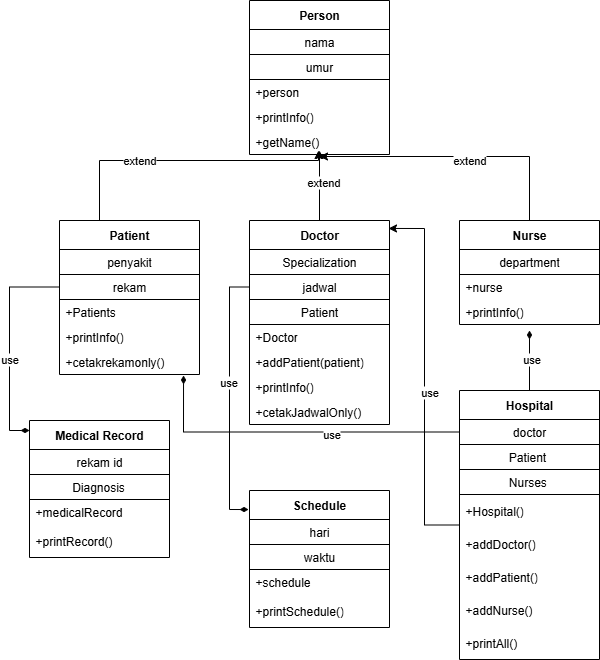 Person
nama
umur
+person
+printInfo()
+getName()
extend
extend
extend
Patient
penyakit
rekam
+Patients
+printInfo()
+cetakrekamonly()
Doctor
Specialization
jadwal
Patient
+Doctor
+addPatient(patient)
+printInfo()
+cetakJadwalOnly()
Nurse
department
+nurse
+printInfo()
use
use
use
use
use
Medical Record
rekam id
Diagnosis
+medicalRecord
+printRecord()
Schedule
hari
waktu
+schedule
+printSchedule()
Hospital
doctor
Patient
Nurses
+Hospital()
+addDoctor()
+addPatient()
+addNurse()
+printAll()